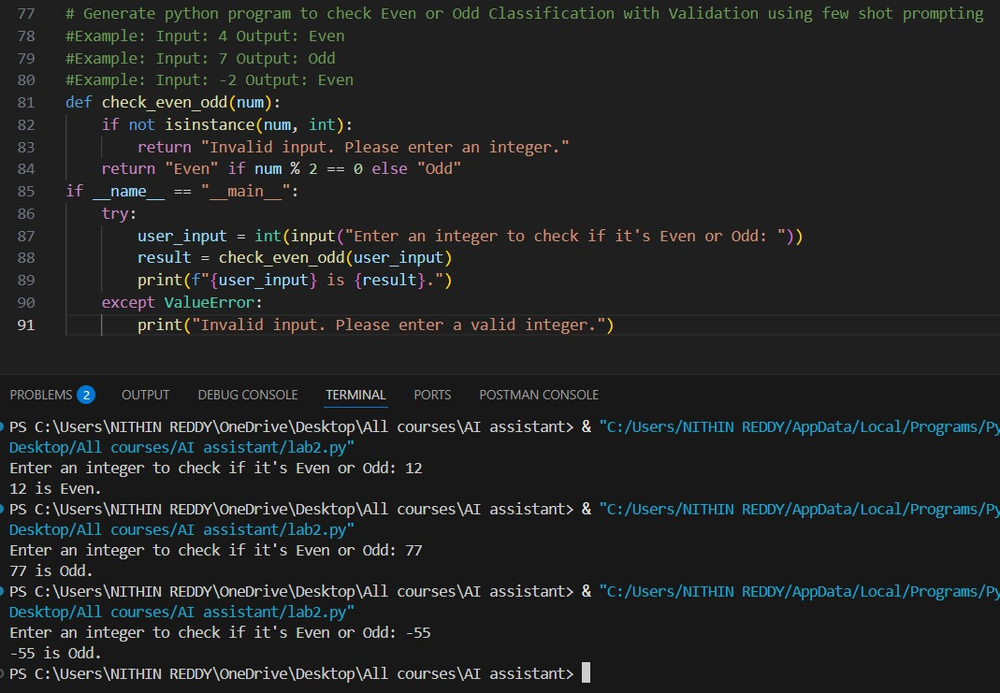 77 # Generate python program to check Even or Odd Classification with Validation using few shot prompting
78 #Example: Input: 4 Output: Even
79 #Example: Input: 7 Output: Odd
80 #Example: Input: -2 Output: Even
81 def check_even_odd(num):
82     if not isinstance(num, int):
83         return "Invalid input. Please enter an integer."
84     return "Even" if num % 2 == 0 else "Odd"
85 if __name__ == "__main__":
86     try:
87         user_input = int(input("Enter an integer to check if it's Even or Odd: "))
88         result = check_even_odd(user_input)
89         print(f"{user_input} is {result}.")
90     except ValueError:
91         print("Invalid input. Please enter a valid integer.")
PROBLEMS 2 OUTPUT DEBUG CONSOLE TERMINAL PORTS POSTMAN CONSOLE
PS C:\Users\NITHIN REDDY\OneDrive\Desktop\All courses\AI assistant> & "C:/Users/NITHIN REDDY/AppData/Local/Programs/Py
Desktop/All courses/AI assistant/lab2.py"
Enter an integer to check if it's Even or Odd: 12
12 is Even.
PS C:\Users\NITHIN REDDY\OneDrive\Desktop\All courses\AI assistant> & "C:/Users/NITHIN REDDY/AppData/Local/Programs/Py
Desktop/All courses/AI assistant/lab2.py"
Enter an integer to check if it's Even or Odd: 77
77 is Odd.
PS C:\Users\NITHIN REDDY\OneDrive\Desktop\All courses\AI assistant> & "C:/Users/NITHIN REDDY/AppData/Local/Programs/Py
Desktop/All courses/AI assistant/lab2.py"
Enter an integer to check if it's Even or Odd: -55
-55 is Odd.
PS C:\Users\NITHIN REDDY\OneDrive\Desktop\All courses\AI assistant>